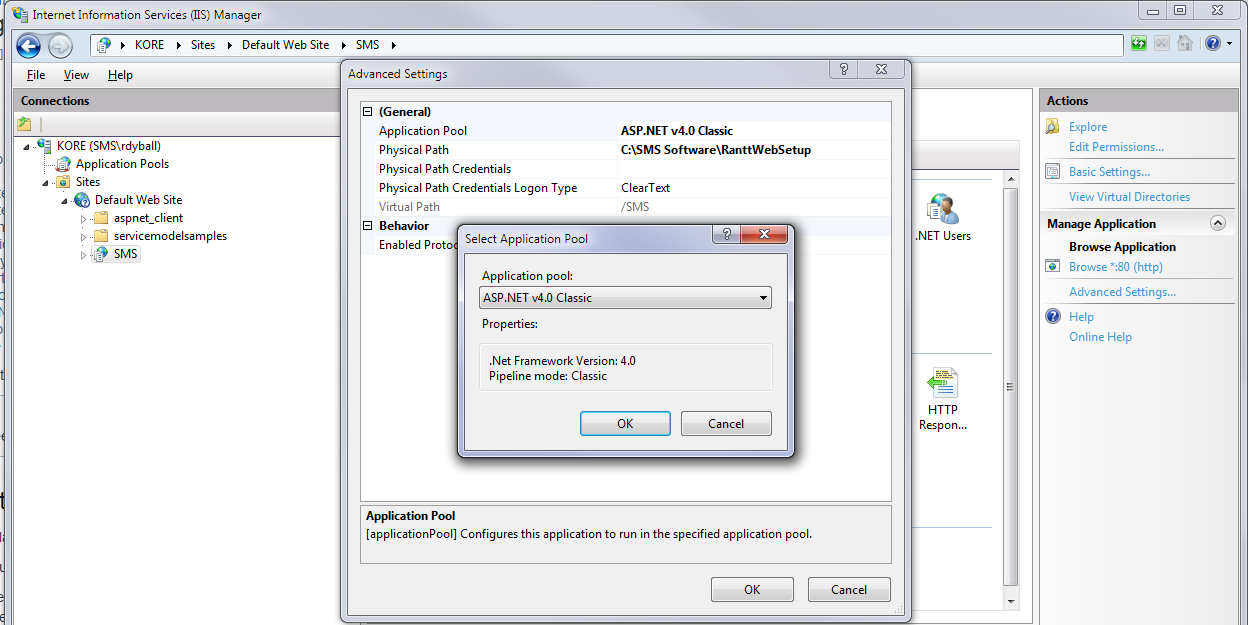 Internet Information Services (IIS) Manager
KORE Sites Default Web Site SMS
File View Help
Connections
KORE (SMS\rdyball)
Application Pools
Sites
Default Web Site
aspnet_client
servicemodelsamples
SMS
Advanced Settings
(General)
Application Pool ASP.NET v4.0 Classic
Physical Path C:\SMS Software\RanttWebSetup
Physical Path Credentials
Physical Path Credentials Logon Type ClearText
Virtual Path /SMS
Behavior
Enabled Protoc
Select Application Pool
Application pool:
ASP.NET v4.0 Classic
Properties:
.Net Framework Version: 4.0
Pipeline mode: Classic
OK Cancel
Application Pool
[applicationPool] Configures this application to run in the specified application pool.
OK Cancel
.NET Users
HTTP
Respon...
Actions
Explore
Edit Permissions...
Basic Settings...
View Virtual Directories
Manage Application
Browse Application
Browse *:80 (http)
Advanced Settings...
Help
Online Help